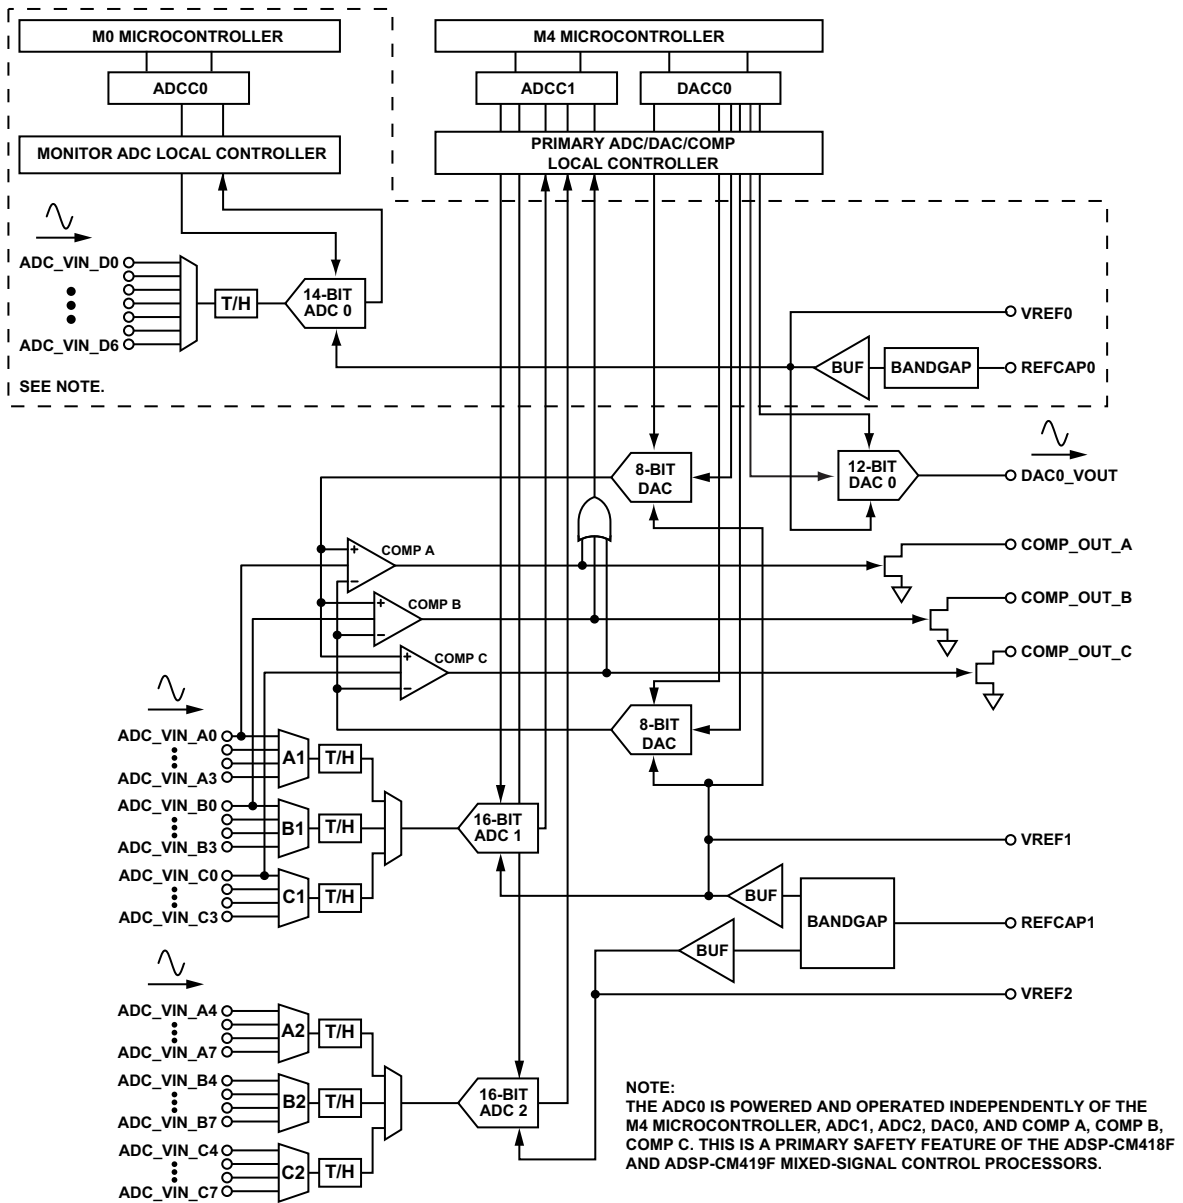 M0 MICROCONTROLLER
M4 MICROCONTROLLER
ADCC0
ADCC1
DACC0
MONITOR ADC LOCAL CONTROLLER
PRIMARY ADC/DAC/COMP
LOCAL CONTROLLER
ADC_VIN_D0
ADC_VIN_D6
T/H
14-BIT
ADC 0
SEE NOTE.
VREF0
BUF
BANDGAP
REFCAP0
8-BIT
DAC
12-BIT
DAC 0
DAC0_VOUT
COMP A
+
–
COMP_OUT_A
COMP B
+
–
COMP_OUT_B
COMP C
+
–
COMP_OUT_C
8-BIT
DAC
ADC_VIN_A0
ADC_VIN_A3
A1
T/H
ADC_VIN_B0
ADC_VIN_B3
B1
T/H
ADC_VIN_C0
ADC_VIN_C3
C1
T/H
16-BIT
ADC 1
VREF1
BUF
BUF
BANDGAP
REFCAP1
VREF2
ADC_VIN_A4
ADC_VIN_A7
A2
T/H
ADC_VIN_B4
ADC_VIN_B7
B2
T/H
ADC_VIN_C4
ADC_VIN_C7
C2
T/H
16-BIT
ADC 2
NOTE:
THE ADC0 IS POWERED AND OPERATED INDEPENDENTLY OF THE
M4 MICROCONTROLLER, ADC1, ADC2, DAC0, AND COMP A, COMP B,
COMP C. THIS IS A PRIMARY SAFETY FEATURE OF THE ADSP-CM418F
AND ADSP-CM419F MIXED-SIGNAL CONTROL PROCESSORS.